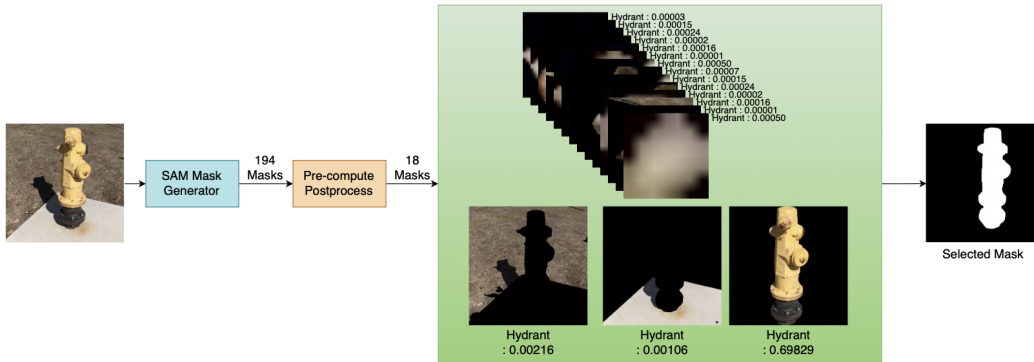 Hydrant : 0.00003
Hydrant : 0.00015
Hydrant : 0.00024
Hydrant : 0.00002
Hydrant : 0.00016
Hydrant : 0.00001
Hydrant : 0.00050
Hydrant : 0.00007
Hydrant : 0.00015
Hydrant : 0.00024
Hydrant : 0.00002
Hydrant : 0.00016
Hydrant : 0.00001
Hydrant : 0.00050
SAM Mask
Generator
194
Masks
Pre-compute
Postprocess
18
Masks
Hydrant
: 0.00216
Hydrant
: 0.00106
Hydrant
: 0.69829
Selected Mask